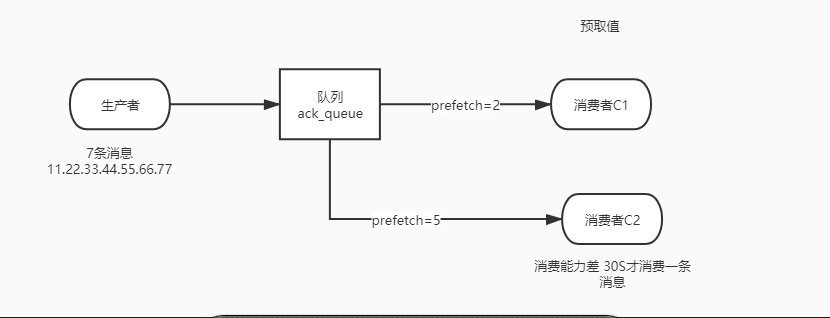 预取值
生产者
队列
ack_queue
prefetch=2
消费者C1
7条消息
11.22.33.44.55.66.77
prefetch=5
消费者C2
消费能力差 30S才消费一条
消息